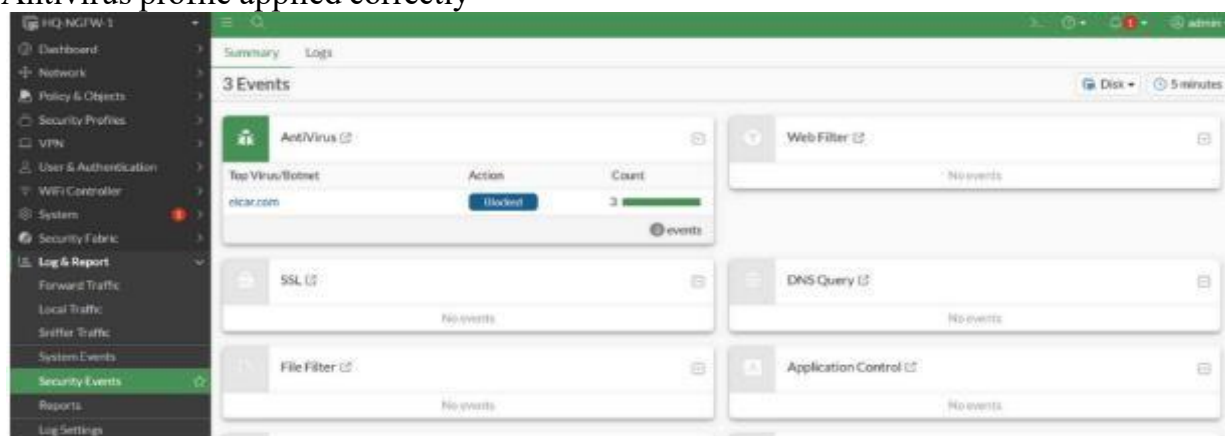 Antivirus profile applied correctly
HQ-NGFW-1
admin
Dashboard
Network
Policy & Objects
Security Profiles
VPN
User & Authentication
WiFi Controller
System 1
Security Fabric
Log & Report
Forward Traffic
Local Traffic
Sniffer Traffic
System Events
Security Events
Reports
Log Settings
Summary Logs
3 Events Disk 5 minutes
AntiVirus
Top Virus/Botnet Action Count
eicar.com Blocked 3
events
Web Filter
No events
SSL
No events
DNS Query
No events
File Filter
No events
Application Control
No events